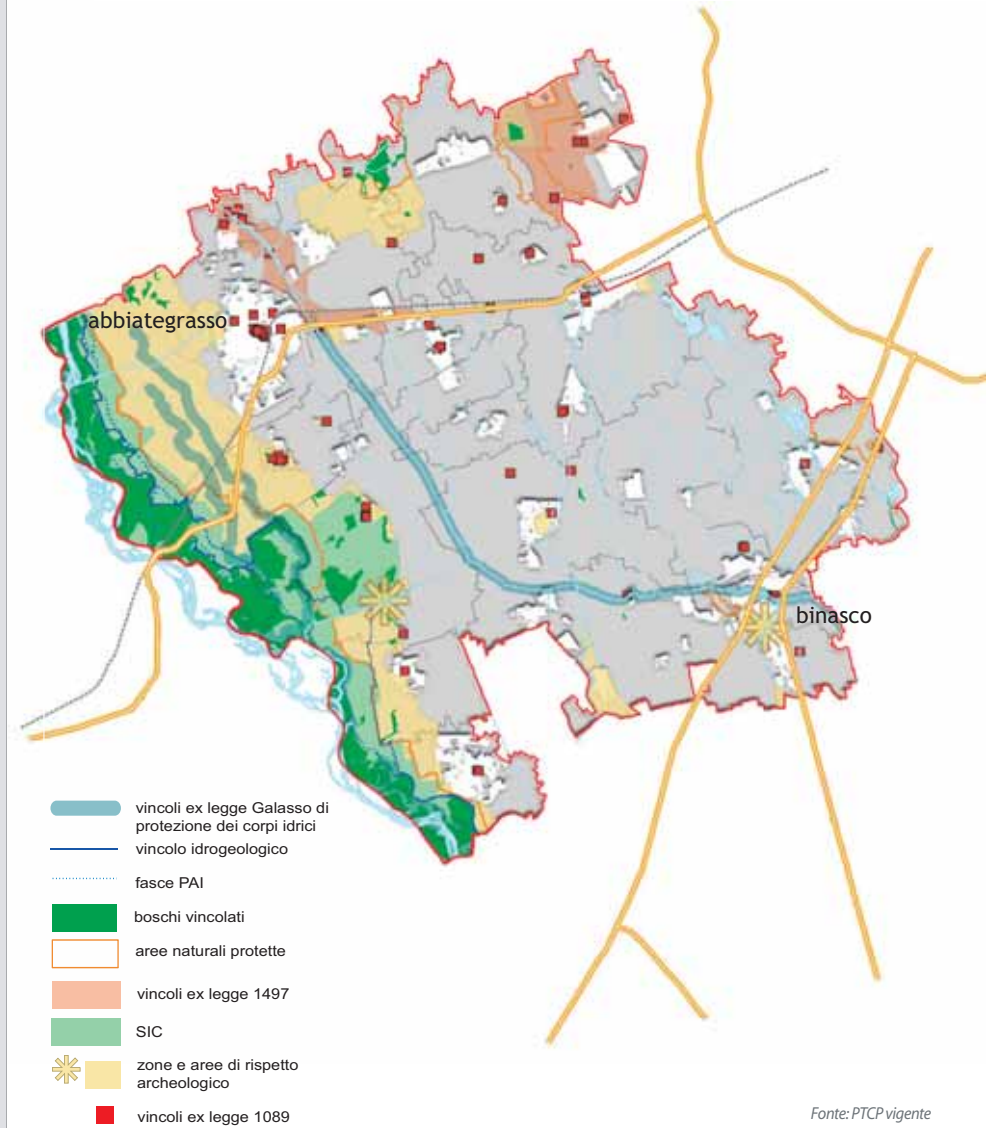 abbiategrasso
binasco
vincoli ex legge Galasso di
protezione dei corpi idrici
vincolo idrogeologico
fasce PAI
boschi vincolati
aree naturali protette
vincoli ex legge 1497
SIC
zone e aree di rispetto
archeologico
vincoli ex legge 1089
Fonte: PTCP vigente